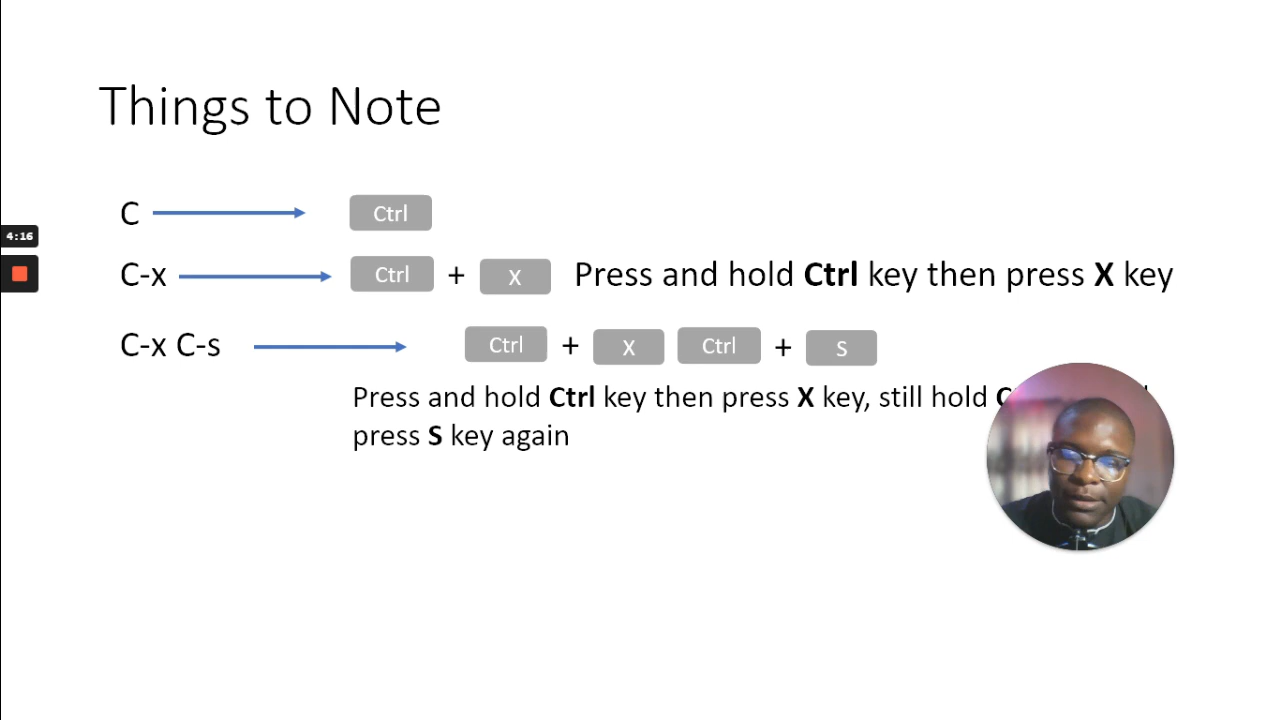 Things to Note
C Ctrl
4:16
C-x Ctrl + X Press and hold Ctrl key then press X key
C-x C-s Ctrl + X Ctrl + S
Press and hold Ctrl key then press X key, still hold
press S key again